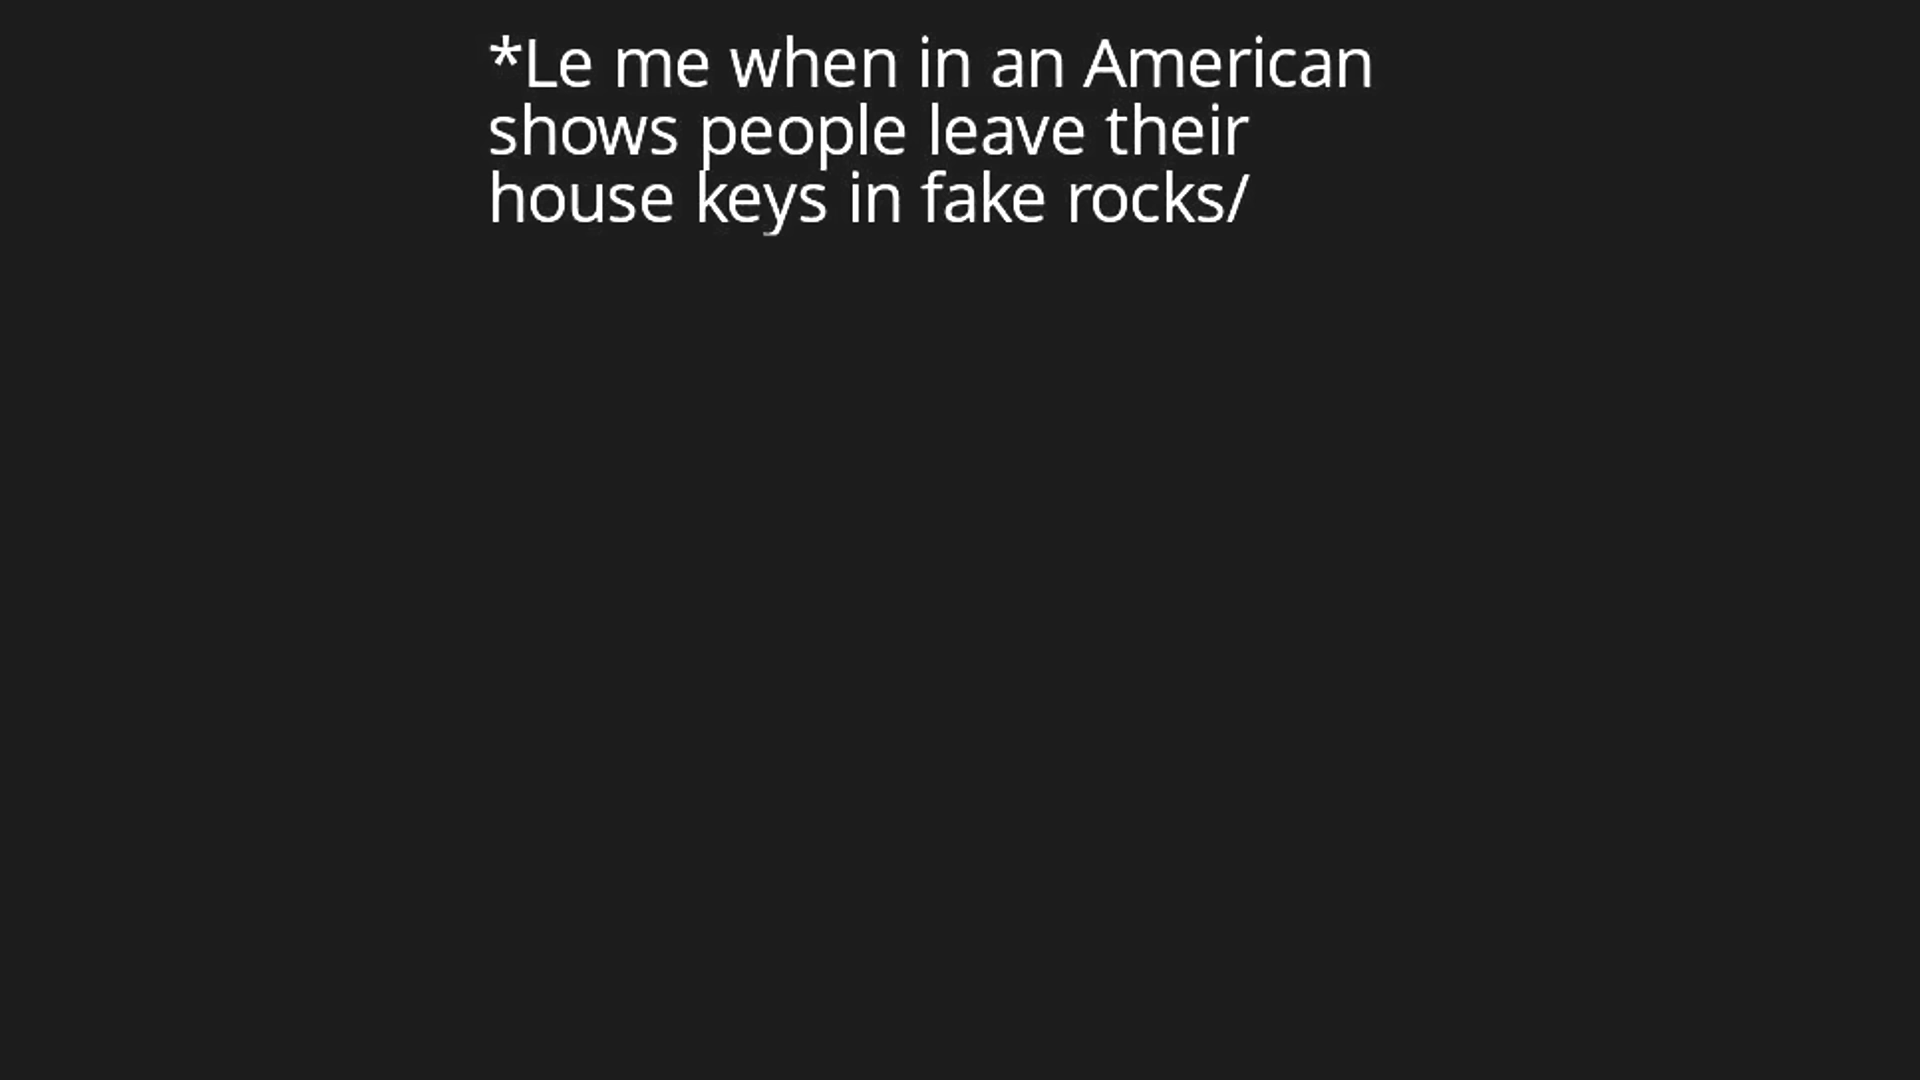 *Le me when in an American
shows people leave their
house keys in fake rocks/